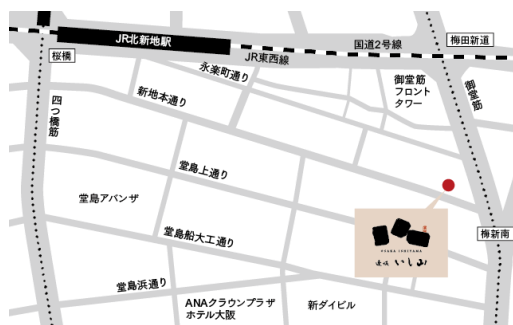 JR北新地駅
国道2号線
梅田新道
桜橋
JR東西線
永楽町通り
御堂筋
フロント
タワー
御堂筋
新地本通り
四つ橋筋
堂島上通り
堂島アバンザ
堂島船大工通り
OSAKA ISHIYAMA
いし山
梅新南
堂島浜通り
ANAクラウンプラザ
ホテル大阪
新ダイビル